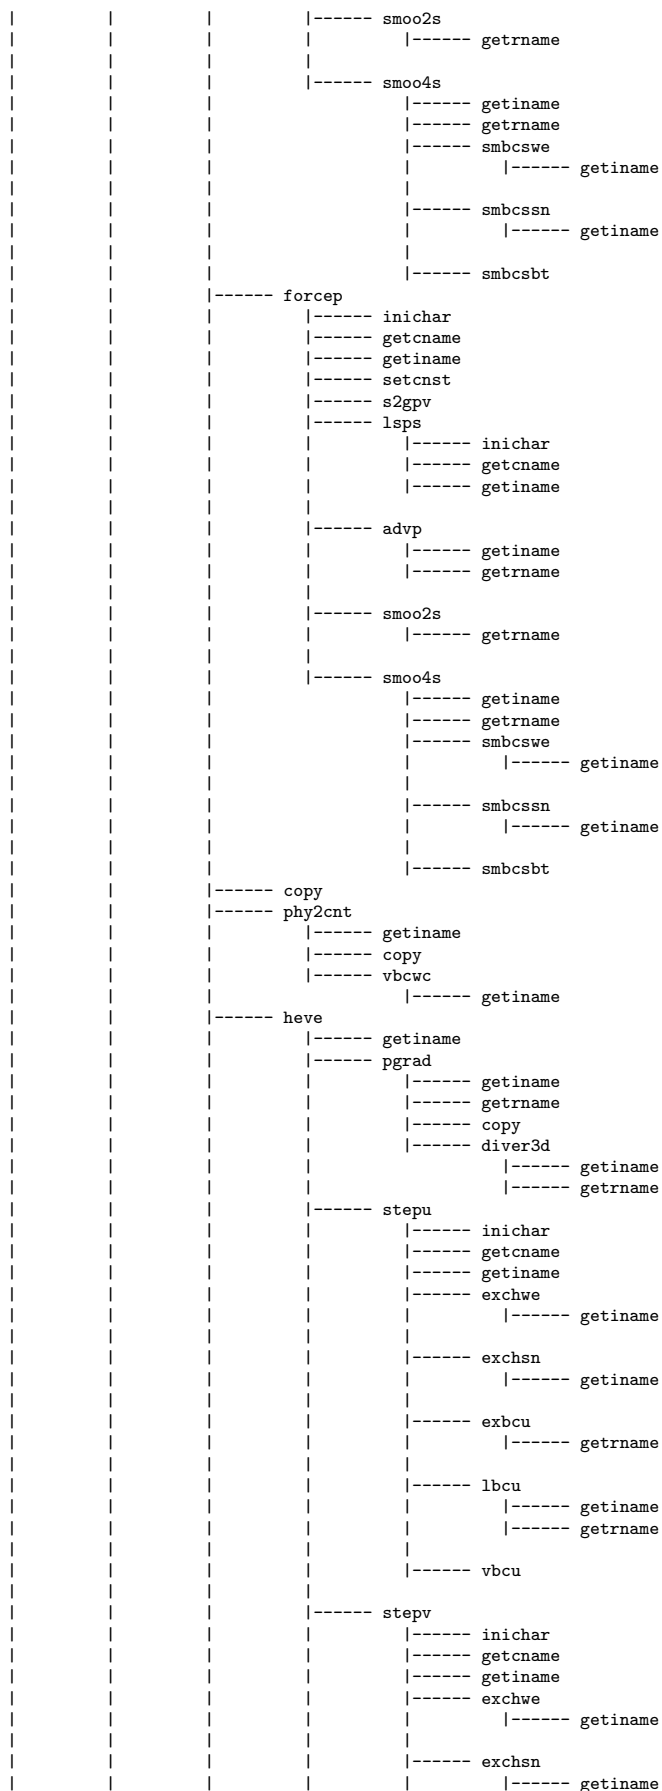 |           |           |           |------ smoo2s
|           |           |           |           |------ getrname
|           |           |           |
|           |           |           |------ smoo4s
|           |           |                       |------ getiname
|           |           |                       |------ getrname
|           |           |                       |------ smbcswe
|           |           |                       |           |------ getiname
|           |           |                       |
|           |           |                       |------ smbcssn
|           |           |                       |           |------ getiname
|           |           |                       |
|           |           |                       |------ smbcsbt
|           |           |------ forcep
|           |           |           |------ inichar
|           |           |           |------ getcname
|           |           |           |------ getiname
|           |           |           |------ setcnst
|           |           |           |------ s2gpv
|           |           |           |------ lsps
|           |           |           |           |------ inichar
|           |           |           |           |------ getcname
|           |           |           |           |------ getiname
|           |           |           |
|           |           |           |------ advp
|           |           |           |           |------ getiname
|           |           |           |           |------ getrname
|           |           |           |
|           |           |           |------ smoo2s
|           |           |           |           |------ getrname
|           |           |           |
|           |           |           |------ smoo4s
|           |           |                       |------ getiname
|           |           |                       |------ getrname
|           |           |                       |------ smbcswe
|           |           |                       |           |------ getiname
|           |           |                       |
|           |           |                       |------ smbcssn
|           |           |                       |           |------ getiname
|           |           |                       |
|           |           |                       |------ smbcsbt
|           |           |------ copy
|           |           |------ phy2cnt
|           |           |           |------ getiname
|           |           |           |------ copy
|           |           |           |------ vbcwc
|           |           |                       |------ getiname
|           |           |------ heve
|           |           |           |------ getiname
|           |           |           |------ pgrad
|           |           |           |           |------ getiname
|           |           |           |           |------ getrname
|           |           |           |           |------ copy
|           |           |           |           |------ diver3d
|           |           |           |                       |------ getiname
|           |           |           |                       |------ getrname
|           |           |           |------ stepu
|           |           |           |           |------ inichar
|           |           |           |           |------ getcname
|           |           |           |           |------ getiname
|           |           |           |           |------ exchwe
|           |           |           |           |           |------ getiname
|           |           |           |           |
|           |           |           |           |------ exchsn
|           |           |           |           |           |------ getiname
|           |           |           |           |
|           |           |           |           |------ exbcu
|           |           |           |           |           |------ getrname
|           |           |           |           |
|           |           |           |           |------ lbcu
|           |           |           |           |           |------ getiname
|           |           |           |           |           |------ getrname
|           |           |           |           |
|           |           |           |           |------ vbcu
|           |           |           |
|           |           |           |------ stepv
|           |           |           |           |------ inichar
|           |           |           |           |------ getcname
|           |           |           |           |------ getiname
|           |           |           |           |------ exchwe
|           |           |           |           |           |------ getiname
|           |           |           |           |
|           |           |           |           |------ exchsn
|           |           |           |           |           |------ getiname